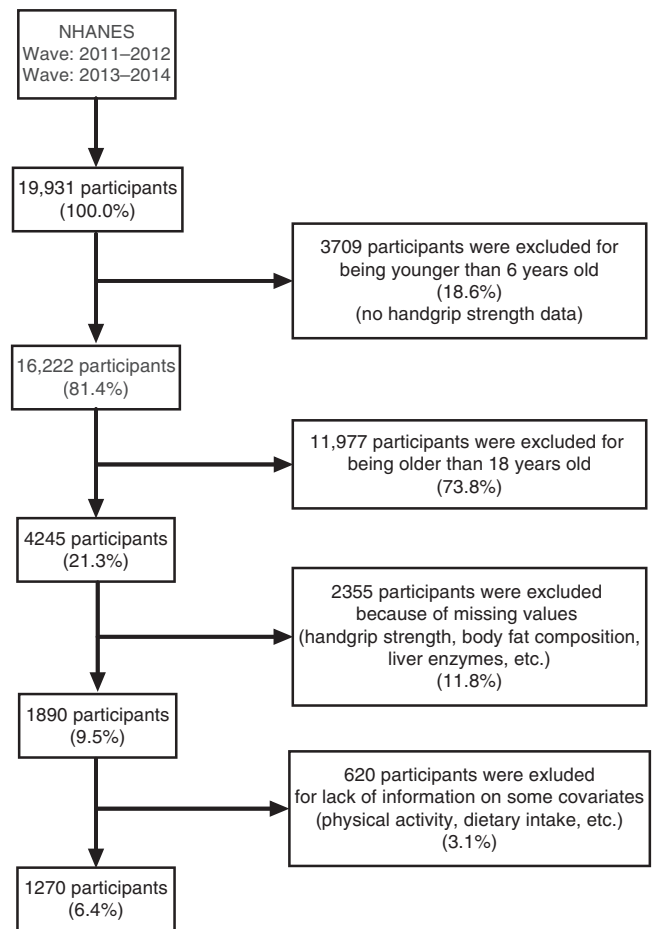 NHANES
Wave: 2011–2012
Wave: 2013–2014
19,931 participants
(100.0%)
3709 participants were excluded for
being younger than 6 years old
(18.6%)
(no handgrip strength data)
16,222 participants
(81.4%)
11,977 participants were excluded for
being older than 18 years old
(73.8%)
4245 participants
(21.3%)
2355 participants were excluded
because of missing values
(handgrip strength, body fat composition,
liver enzymes, etc.)
(11.8%)
1890 participants
(9.5%)
620 participants were exluded
for lack of information on some covariates
(physical activity, dietary intake, etc.)
(3.1%)
1270 participants
(6.4%)